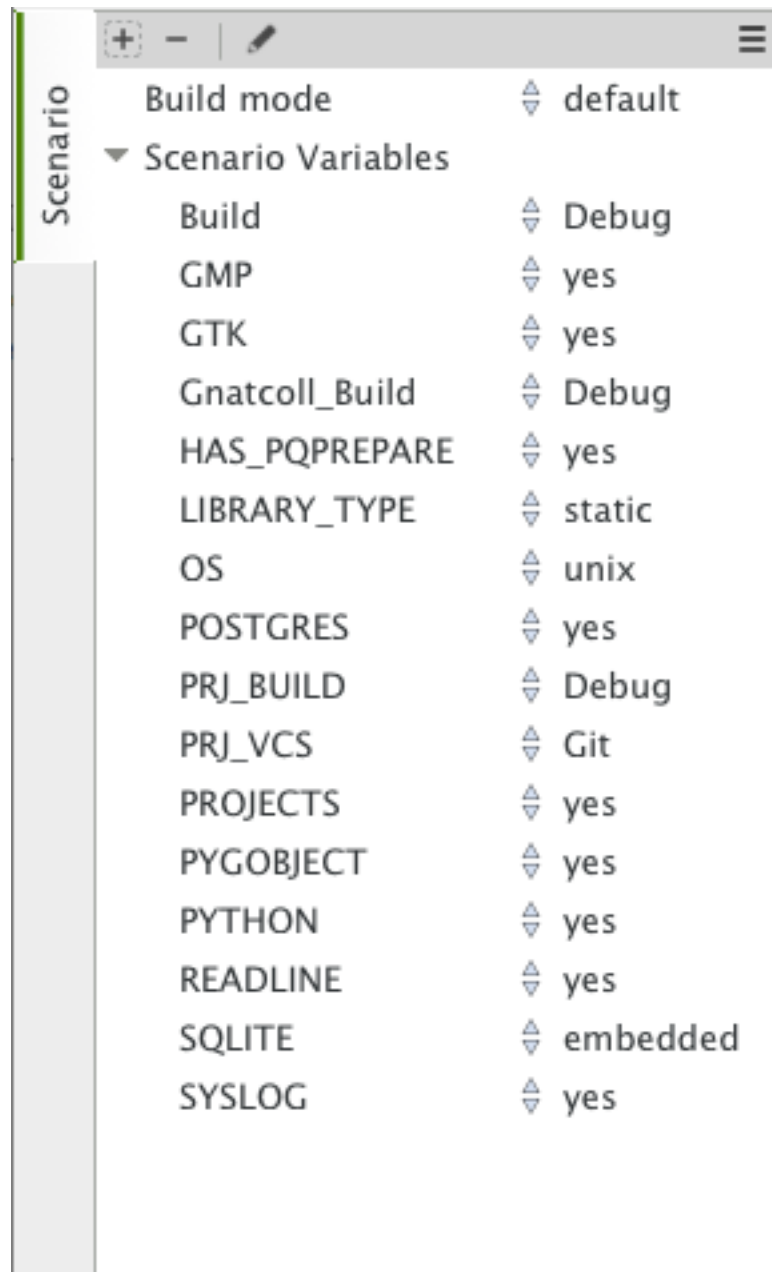 Scenario
Build mode default
Scenario Variables
Build Debug
GMP yes
GTK yes
Gnatcoll_Build Debug
HAS_PQPREPARE yes
LIBRARY_TYPE static
OS unix
POSTGRES yes
PRJ_BUILD Debug
PRJ_VCS Git
PROJECTS yes
PYGOBJECT yes
PYTHON yes
READLINE yes
SQLITE embedded
SYSLOG yes